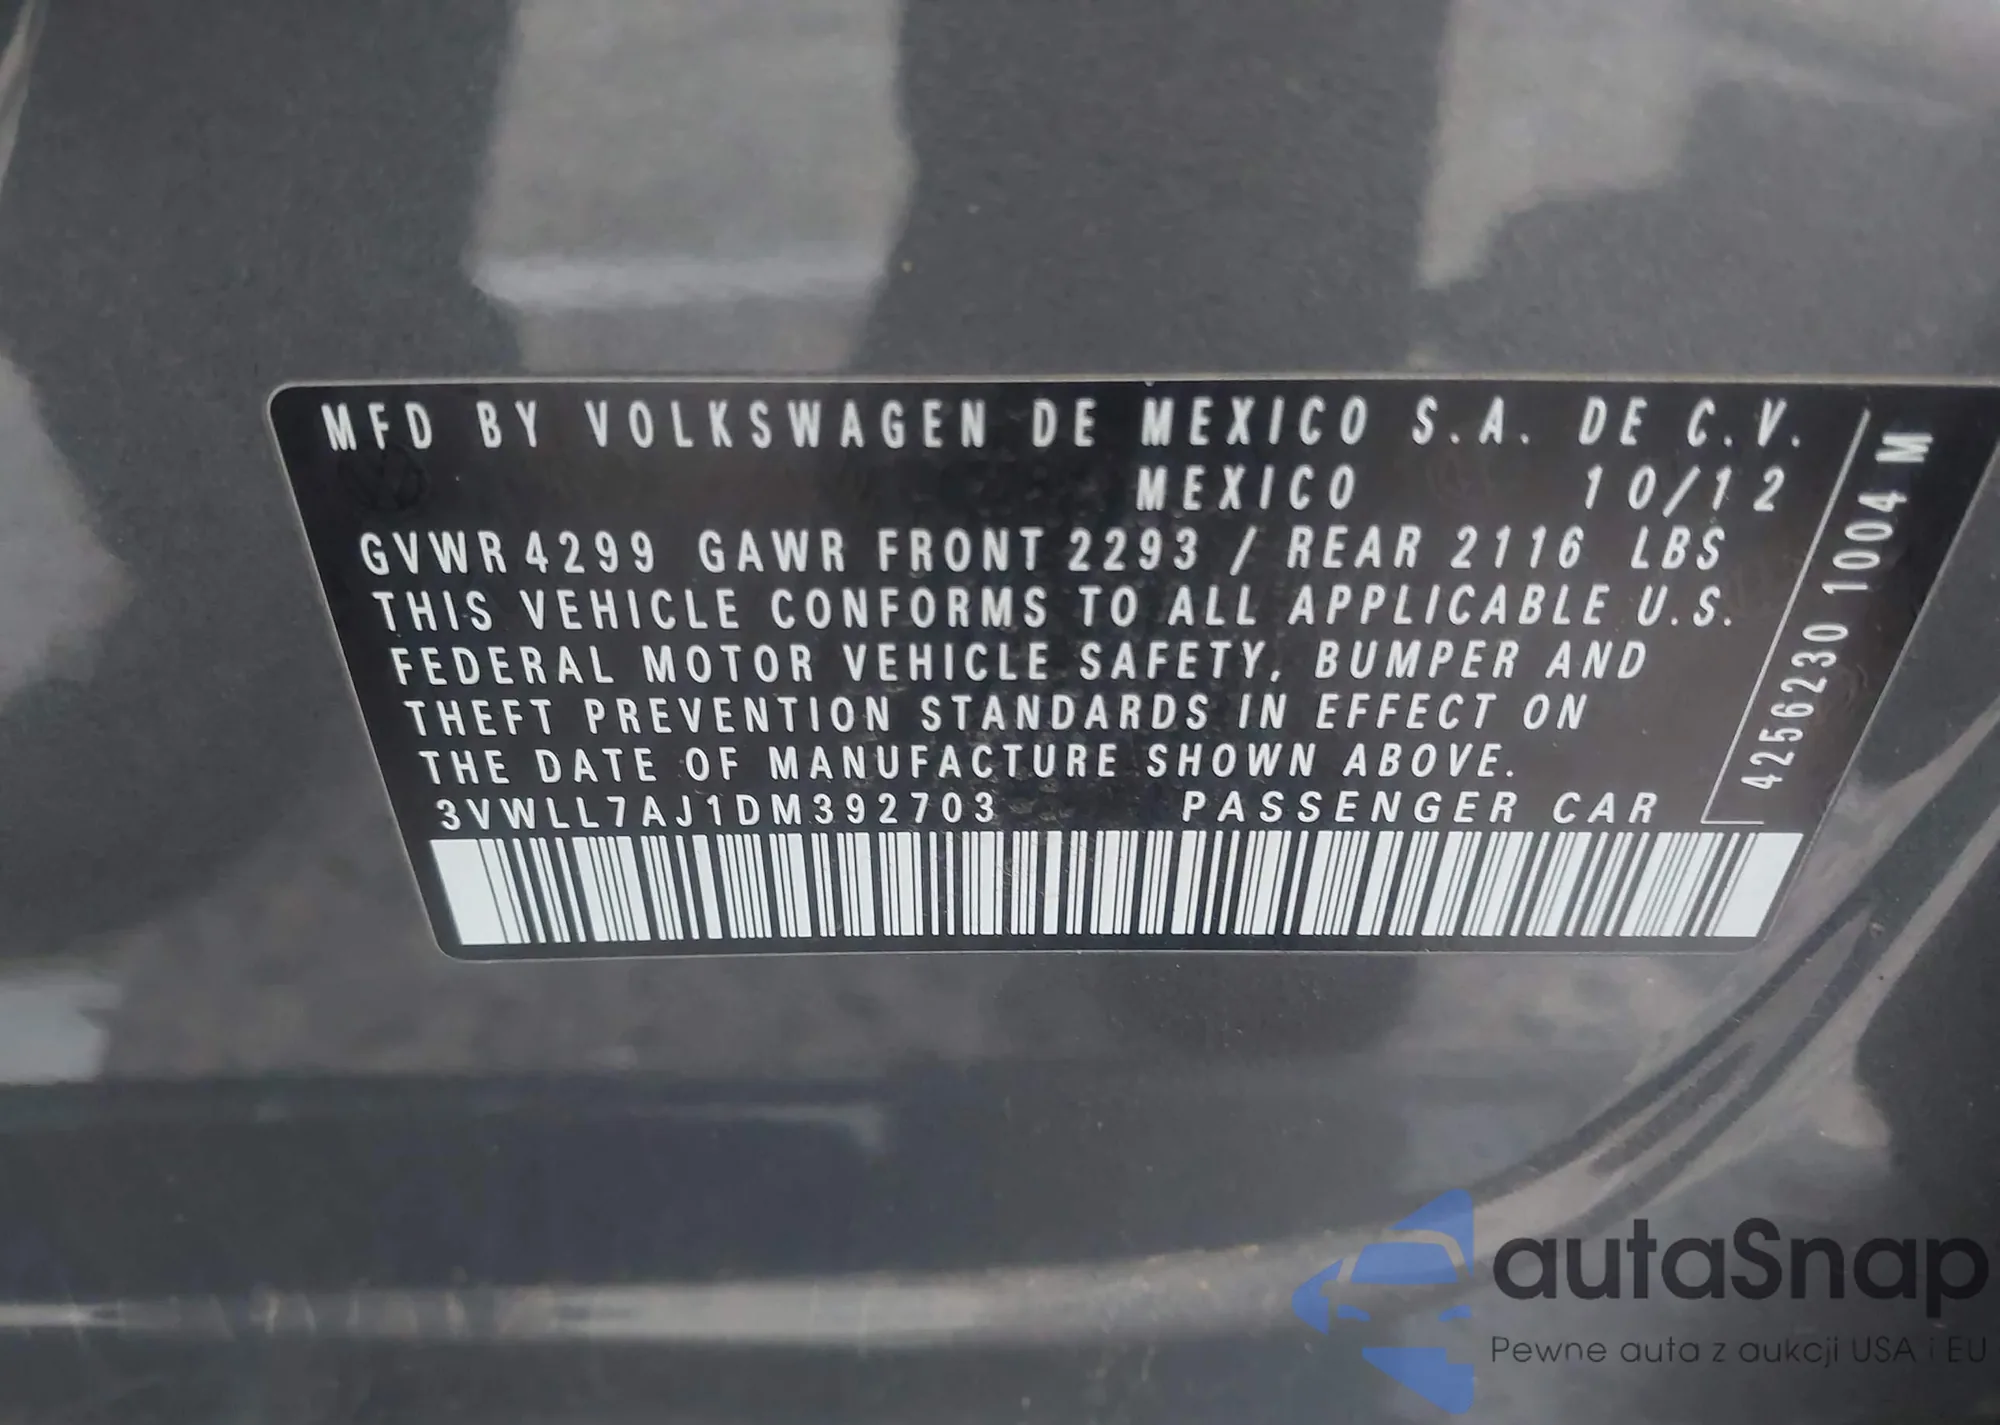 MFD BY VOLKSWAGEN DE MEXICO S.A. DE C.V.
MEXICO 10/12
GVWR 4299 GAWR FRONT 2293 / REAR 2116 LBS
THIS VEHICLE CONFORMS TO ALL APPLICABLE U.S.
FEDERAL MOTOR VEHICLE SAFETY, BUMPER AND
THEFT PREVENTION STANDARDS IN EFFECT ON
THE DATE OF MANUFACTURE SHOWN ABOVE.
3VWLL7AJ1DM392703 PASSENGER CAR
4256230 1004 M
autaSnap
Pewne auta z aukcji USA i EU